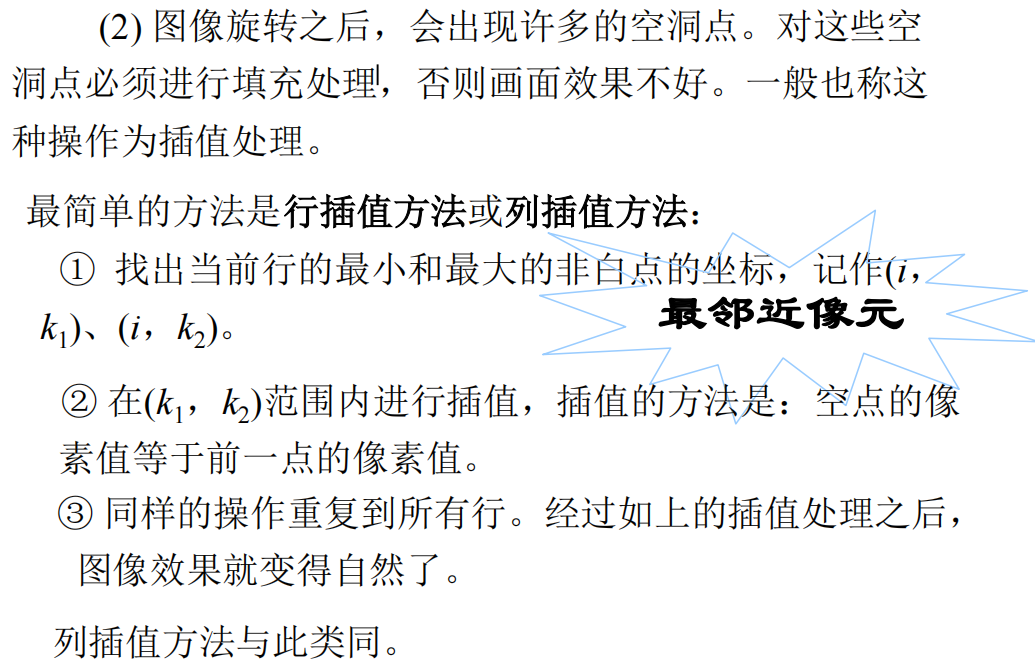 (2) 图像旋转之后，会出现许多的空洞点。对这些空
洞点必须进行填充处理，否则画面效果不好。一般也称这
种操作为插值处理。
最简单的方法是行插值方法或列插值方法：
① 找出当前行的最小和最大的非白点的坐标，记作(i，
k₁)、(i，k₂)。
最邻近像元
② 在(k₁，k₂)范围内进行插值，插值的方法是：空点的像
素值等于前一点的像素值。
③ 同样的操作重复到所有行。经过如上的插值处理之后，
图像效果就变得自然了。
列插值方法与此类同。